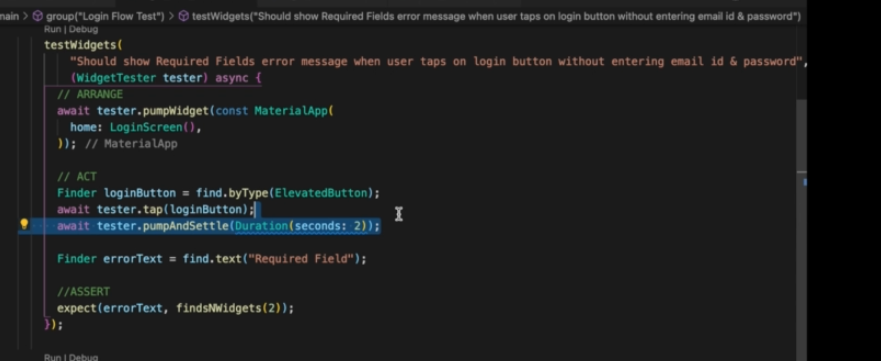 main > group("Login Flow Test") > testWidgets("Should show Required Fields error message when user taps on login button without entering email id & password")
Run | Debug
testWidgets(
"Should show Required Fields error message when user taps on login button without entering email id & password",
(WidgetTester tester) async {
// ARRANGE
await tester.pumpWidget(const MaterialApp(
home: LoginScreen(),
)); // MaterialApp
// ACT
Finder loginButton = find.byType(ElevatedButton);
await tester.tap(loginButton);
await tester.pumpAndSettle(Duration(seconds: 2));
Finder errorText = find.text("Required Field");
//ASSERT
expect(errorText, findsNWidgets(2));
});
Run | Debug